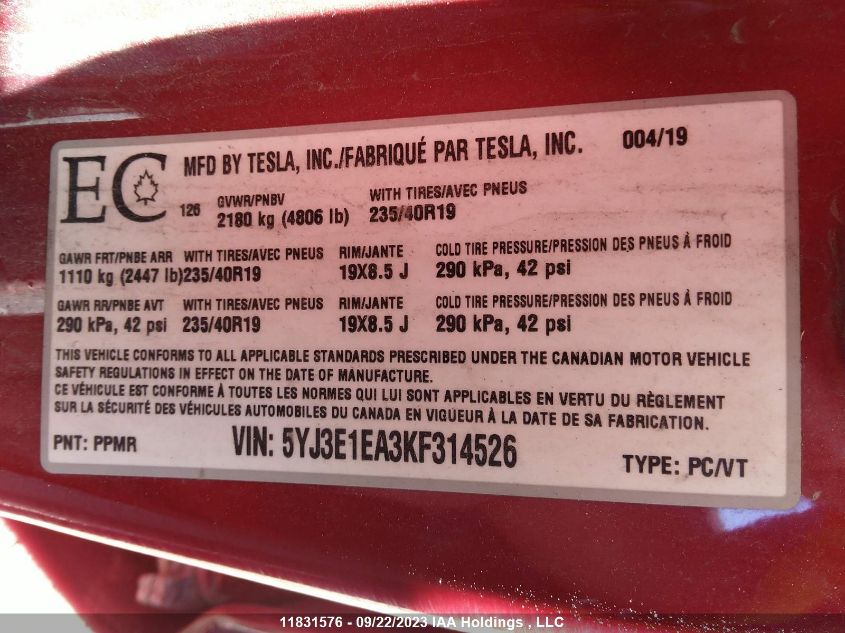 EC MFD BY TESLA, INC./FABRIQUÉ PAR TESLA, INC. 004/19
126 GVWR/PNBV WITH TIRES/AVEC PNEUS
2180 kg (4806 lb) 235/40R19
GAWR FRT/PNBE ARR WITH TIRES/AVEC PNEUS RIM/JANTE COLD TIRE PRESSURE/PRESSION DES PNEUS À FROID
1110 kg (2447 lb)235/40R19 19X8.5 J 290 kPa, 42 psi
GAWR RR/PNBE AVT WITH TIRES/AVEC PNEUS RIM/JANTE COLD TIRE PRESSURE/PRESSION DES PNEUS À FROID
290 kPa, 42 psi 235/40R19 19X8.5 J 290 kPa, 42 psi
THIS VEHICLE CONFORMS TO ALL APPLICABLE STANDARDS PRESCRIBED UNDER THE CANADIAN MOTOR VEHICLE
SAFETY REGULATIONS IN EFFECT ON THE DATE OF MANUFACTURE.
CE VÉHICULE EST CONFORME À TOUTES LES NORMES QUI LUI SONT APPLICABLES EN VERTU DU RÈGLEMENT
SUR LA SÉCURITÉ DES VÉHICULES AUTOMOBILES DU CANADA EN VIGUEUR À LA DATE DE SA FABRICATION.
PNT: PPMR VIN: 5YJ3E1EA3KF314526 TYPE: PC/VT
11831576 - 09/22/2023 IAA Holdings , LLC